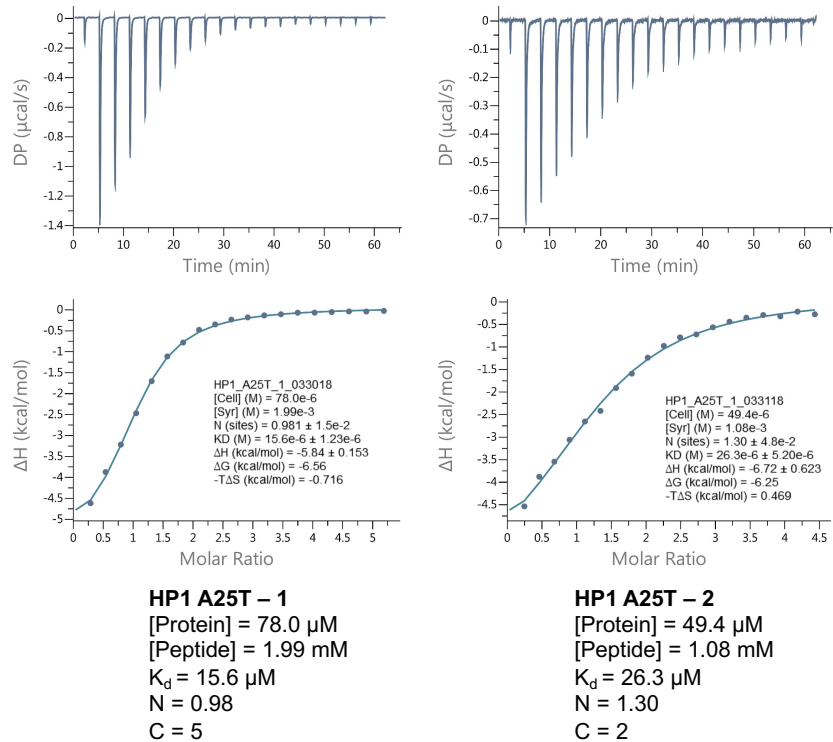 0
-0.2
-0.4
-0.6
-0.8
-1
-1.2
-1.4
DP (µcal/s)
0 10 20 30 40 50 60
Time (min)
0
-0.1
-0.2
-0.3
-0.4
-0.5
-0.6
-0.7
DP (µcal/s)
0 10 20 30 40 50 60
Time (min)
0
-0.5
-1
-1.5
-2
-2.5
-3
-3.5
-4
-4.5
-5
ΔH (kcal/mol)
HP1_A25T_1_033018
[Cell] (M) = 78.0e-6
[Syr] (M) = 1.99e-3
N (sites) = 0.981 ± 1.5e-2
KD (M) = 15.6e-6 ± 1.23e-6
ΔH (kcal/mol) = -5.84 ± 0.153
ΔG (kcal/mol) = -6.56
-TΔS (kcal/mol) = -0.716
0 0.5 1 1.5 2 2.5 3 3.5 4 4.5 5
Molar Ratio
0
-0.5
-1.0
-1.5
-2.0
-2.5
-3.0
-3.5
-4.0
-4.5
ΔH (kcal/mol)
HP1_A25T_1_033118
[Cell] (M) = 49.4e-6
[Syr] (M) = 1.08e-3
N (sites) = 1.30 ± 4.8e-2
KD (M) = 26.3e-6 ± 5.20e-6
ΔH (kcal/mol) = -6.72 ± 0.623
ΔG (kcal/mol) = -6.25
-TΔS (kcal/mol) = 0.469
0 0.5 1 1.5 2 2.5 3 3.5 4 4.5
Molar Ratio
HP1 A25T – 1
[Protein] = 78.0 µM
[Peptide] = 1.99 mM
Kd = 15.6 µM
N = 0.98
C = 5
HP1 A25T – 2
[Protein] = 49.4 µM
[Peptide] = 1.08 mM
Kd = 26.3 µM
N = 1.30
C = 2